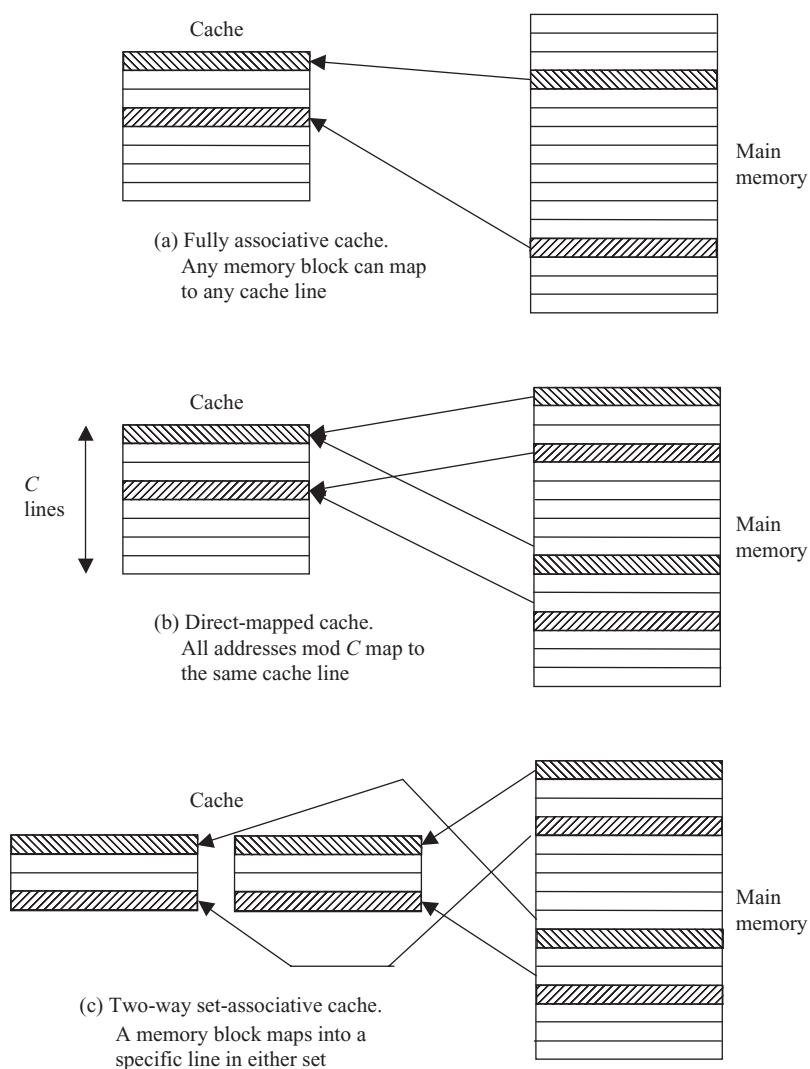 Cache
Main
memory
(a) Fully associative cache.
Any memory block can map
to any cache line
Cache
C
lines
Main
memory
(b) Direct-mapped cache.
All addresses mod C map to
the same cache line
Cache
Main
memory
(c) Two-way set-associative cache.
A memory block maps into a
specific line in either set